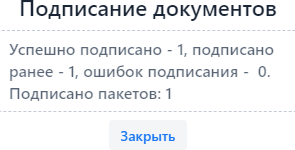 Подписание документов
Успешно подписано - 1, подписано
ранее - 1, ошибок подписания -  0.
Подписано пакетов: 1
Закрыть